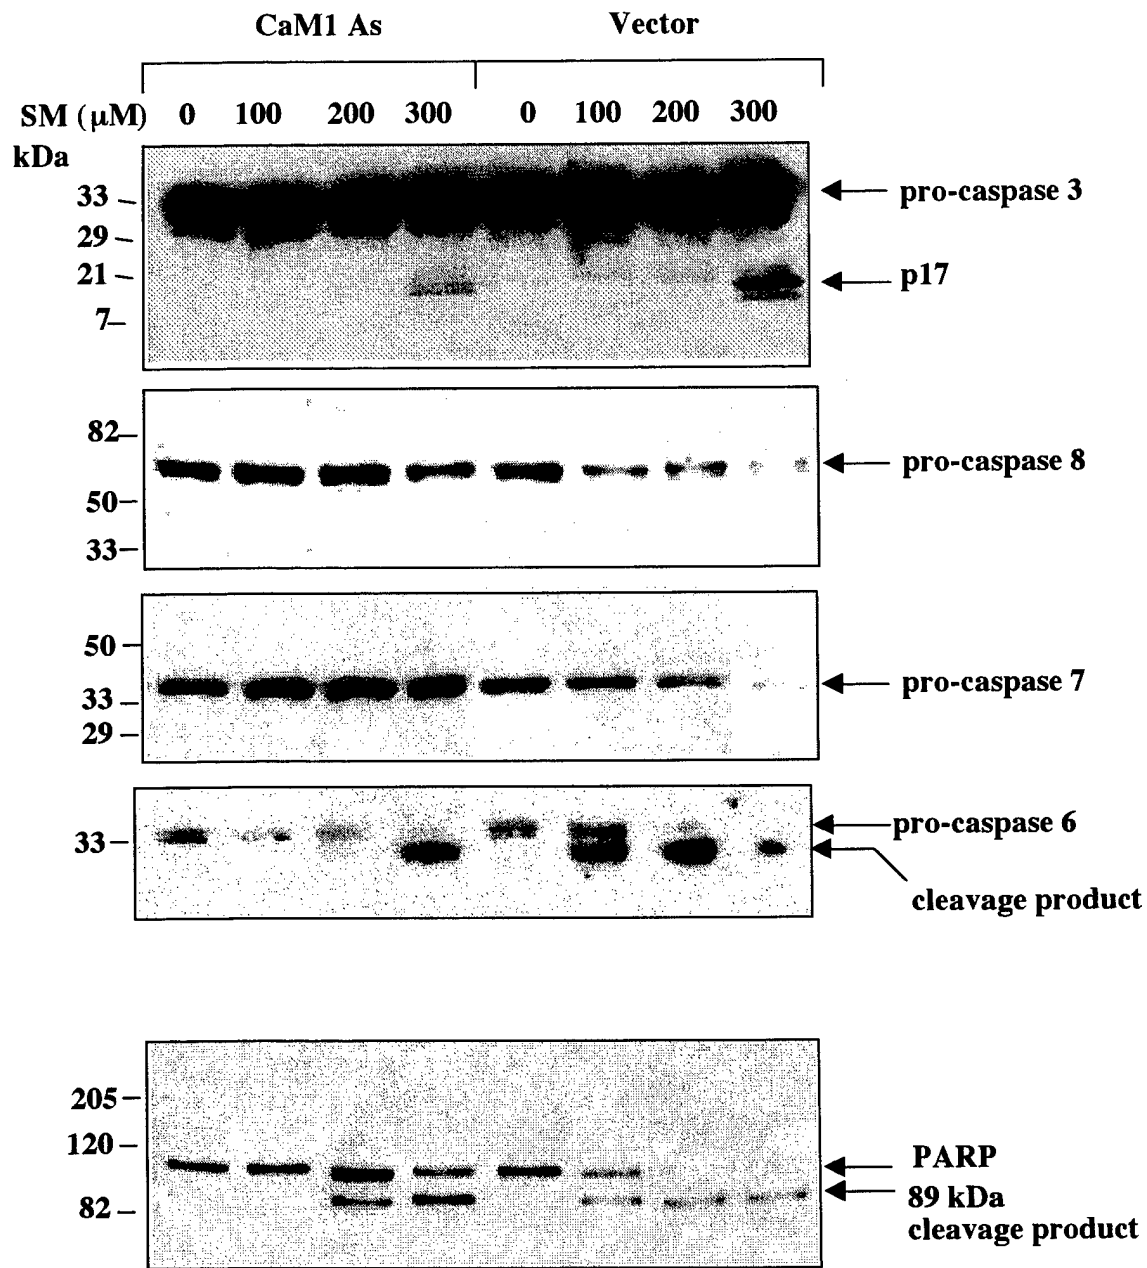 CaM1 As Vector
SM (μM) 0 100 200 300 0 100 200 300
kDa
33
29
21
7
pro-caspase 3
p17
82
50
33
pro-caspase 8
50
33
29
pro-caspase 7
33
pro-caspase 6
cleavage product
205
120
82
PARP
89 kDa
cleavage product